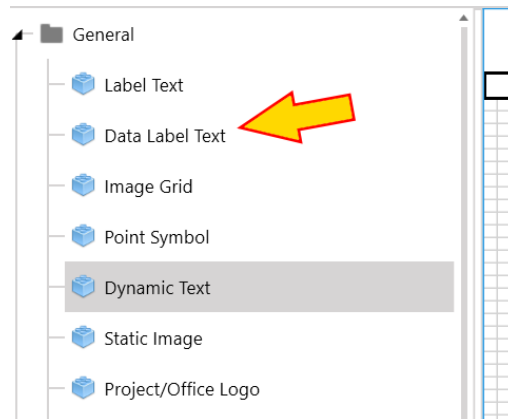 General
Label Text
Data Label Text
Image Grid
Point Symbol
Dynamic Text
Static Image
Project/Office Logo